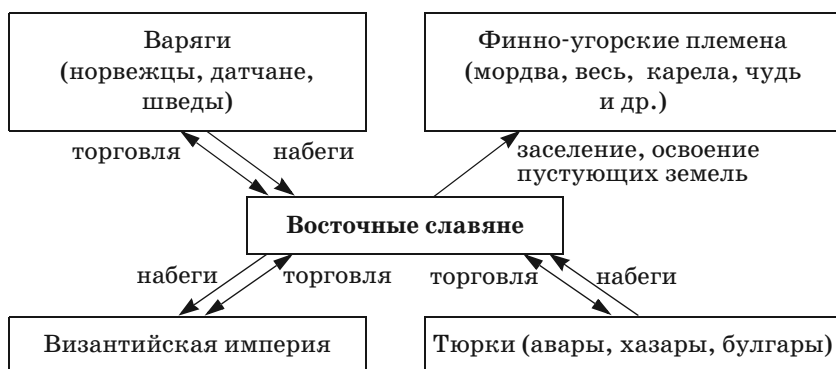 Варяги
(норвежцы, датчане,
шведы)
Финно-угорские племена
(мордва, весь, карела, чудь
и др.)
торговля
набеги
заселение, освоение
пустующих земель
Восточные славяне
набеги
торговля
торговля
набеги
Византийская империя
Тюрки (авары, хазары, булгары)